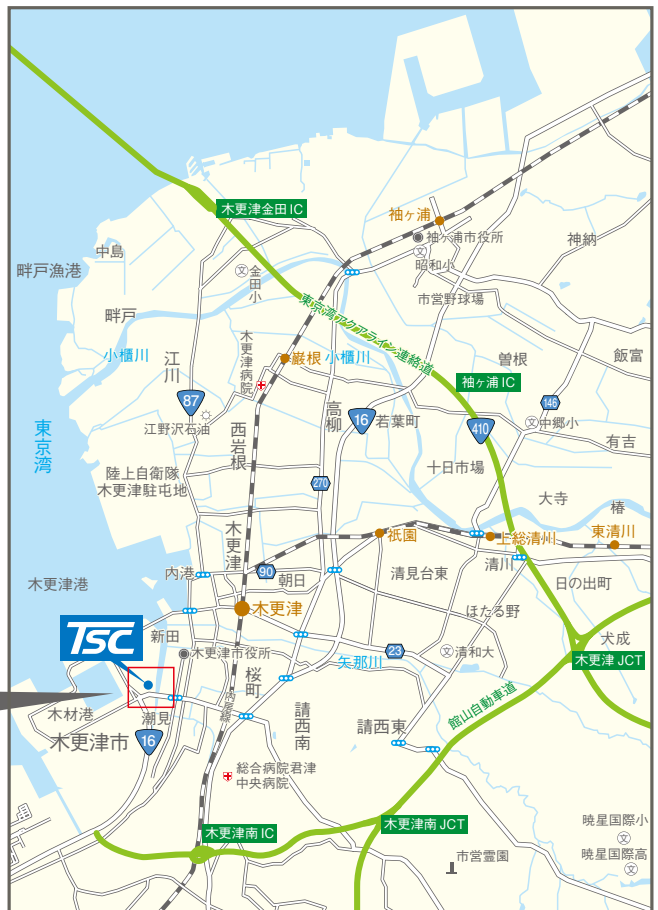 木更津金田IC
袖ヶ浦
袖ヶ浦市役所
昭和小
神納
中島
畔戸漁港
金田小
市営野球場
東京湾アクアライン連絡道
畔戸
小櫃川
江川
木更津病院
巌根
小櫃川
曽根
飯富
袖ヶ浦IC
87
146
江野沢石油
西岩根
高柳
16
若葉町
410
中郷小
有吉
東京湾
陸上自衛隊
木更津駐屯地
270
十日市場
大寺
椿
木更津
祇園
上総清川
東清川
内港
90
朝日
清見台東
清川
日の出町
木更津港
木更津
ほたる野
TSC
新田
木更津市役所
桜町
矢那川
23
清和大
犬成
木更津JCT
木材港
潮見
内房線
請西南
請西東
館山自動車道
木更津市
16
総合病院君津
中央病院
木更津南IC
木更津南JCT
市営霊園
暁星国際小
暁星国際高